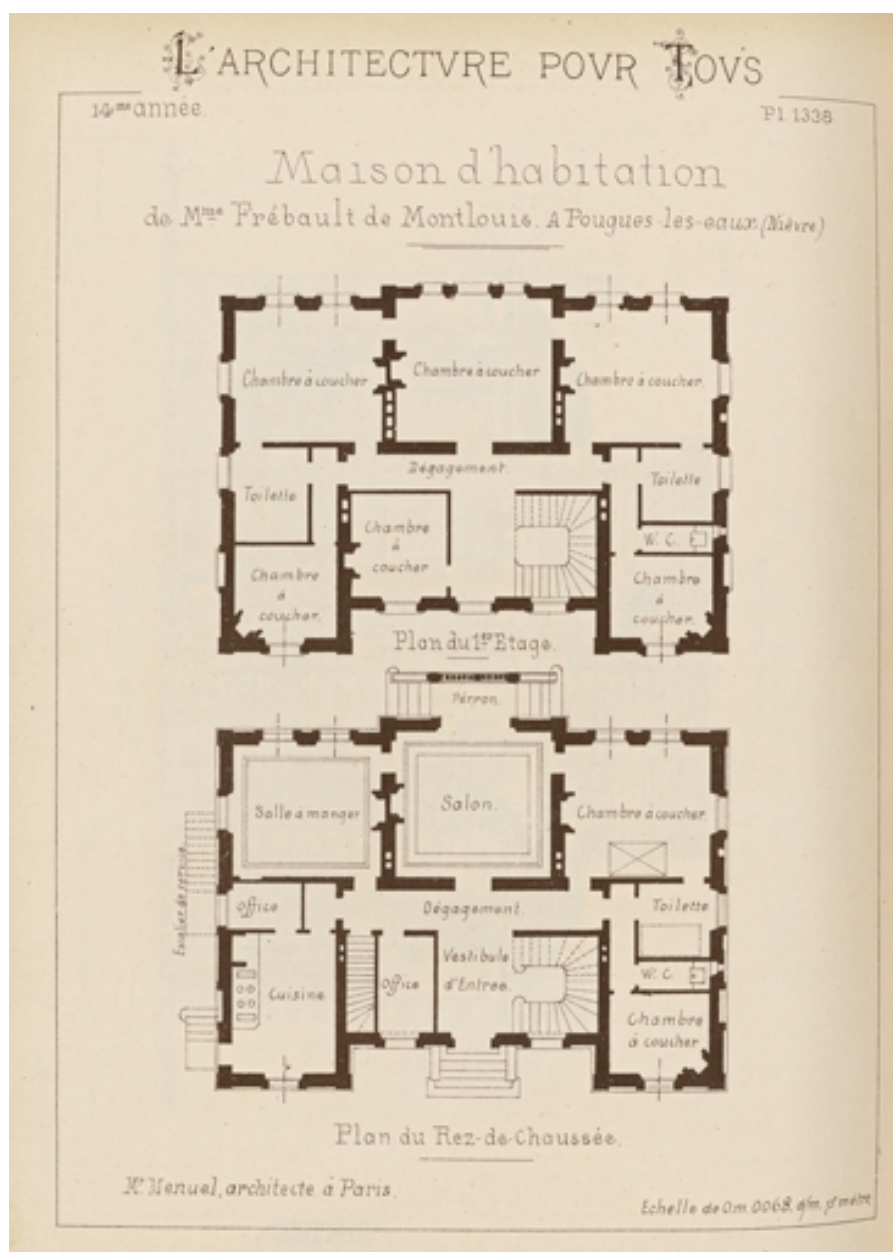 L'ARCHITECTVRE POVR TOVS
14me année.
Pl. 1338
Maison d'habitation
de Mme Frébault de Montlouis. A Pougues-les-eaux. (Nièvre)
Chambre à coucher
Chambre à coucher
Chambre à coucher.
Dégagement.
Toilette
Toilette
Chambre
à
coucher
W. C.
Chambre
à
coucher.
Chambre
à
coucher.
Plan du 1er Etage.
Perron.
Salle à manger
Salon.
Chambre à coucher.
Escalier de service
Office
Dégagement.
Toilette
Cuisine
Office
Vestibule
d'Entrée.
W. C.
Chambre
à coucher
Plan du Rez-de-Chaussée.
Mr Menuel, architecte à Paris.
Echelle de 0m.0068. p/m. pr mètre